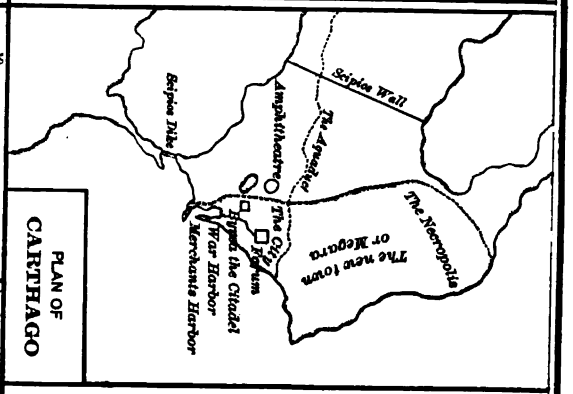 Scipios Wall
The Aquaduct
Amphitheatre
Scipios Dike
The Necropolis
The new town
or Megara
The City
Forum
Byrsa the Citadel
War Harbor
Merchants Harbor
PLAN OF
CARTHAGO